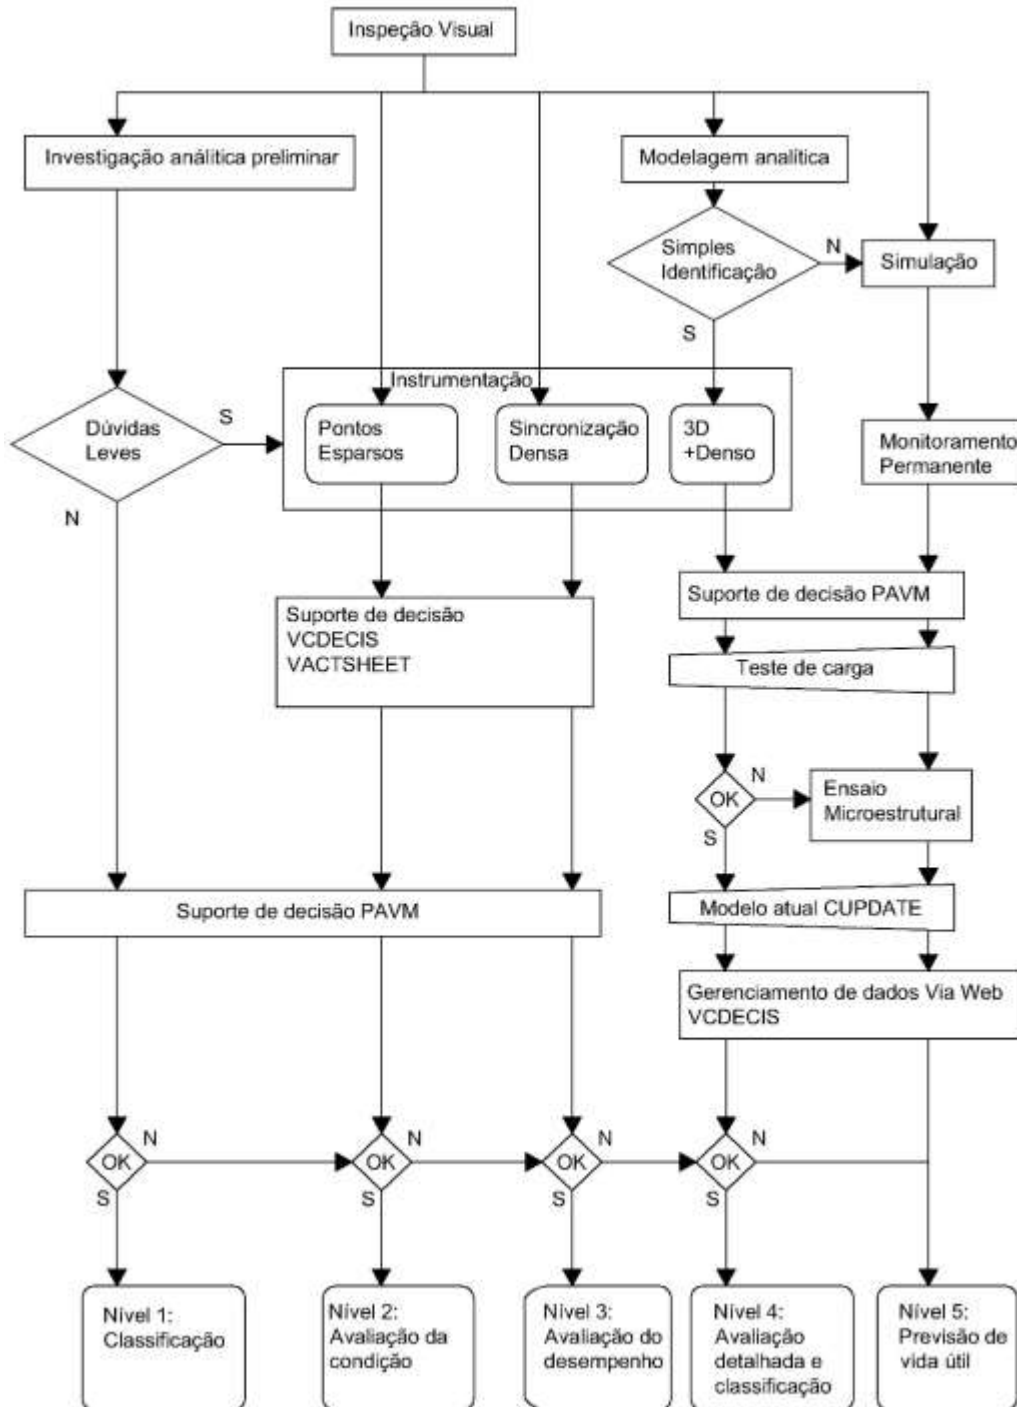 Inspeção Visual
Investigação análitica preliminar
Modelagem analítica
Simples
Identificação
N
Simulação
S
Instrumentação
Dúvidas
Leves
S
Pontos
Esparsos
Sincronização
Densa
3D
+Denso
Monitoramento
Permanente
N
Suporte de decisão PAVM
Suporte de decisão
VCDECIS
VACTSHEET
Teste de carga
N
OK
Ensaio
Microestrutural
S
Suporte de decisão PAVM
Modelo atual CUPDATE
Gerenciamento de dados Via Web
VCDECIS
N
N
N
N
OK
OK
OK
OK
S
S
S
S
Nível 1:
Classificação
Nível 2:
Avaliação da
condição
Nível 3:
Avaliação do
desempenho
Nível 4:
Avaliação
detalhada e
classificação
Nível 5:
Previsão de
vida útil